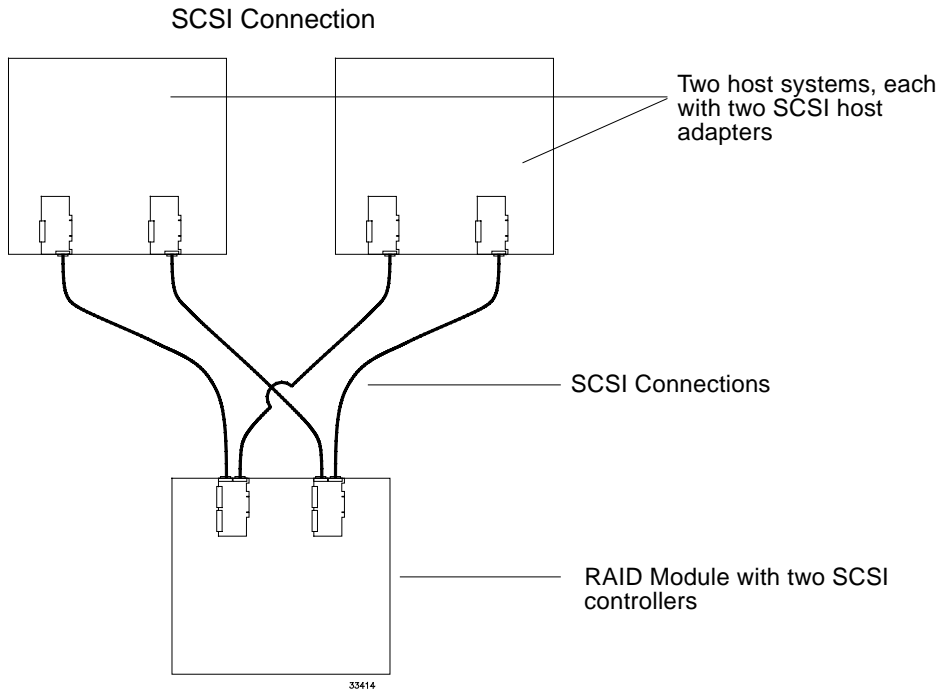 SCSI Connection
Two host systems, each
with two SCSI host
adapters
SCSI Connections
RAID Module with two SCSI
controllers
33414